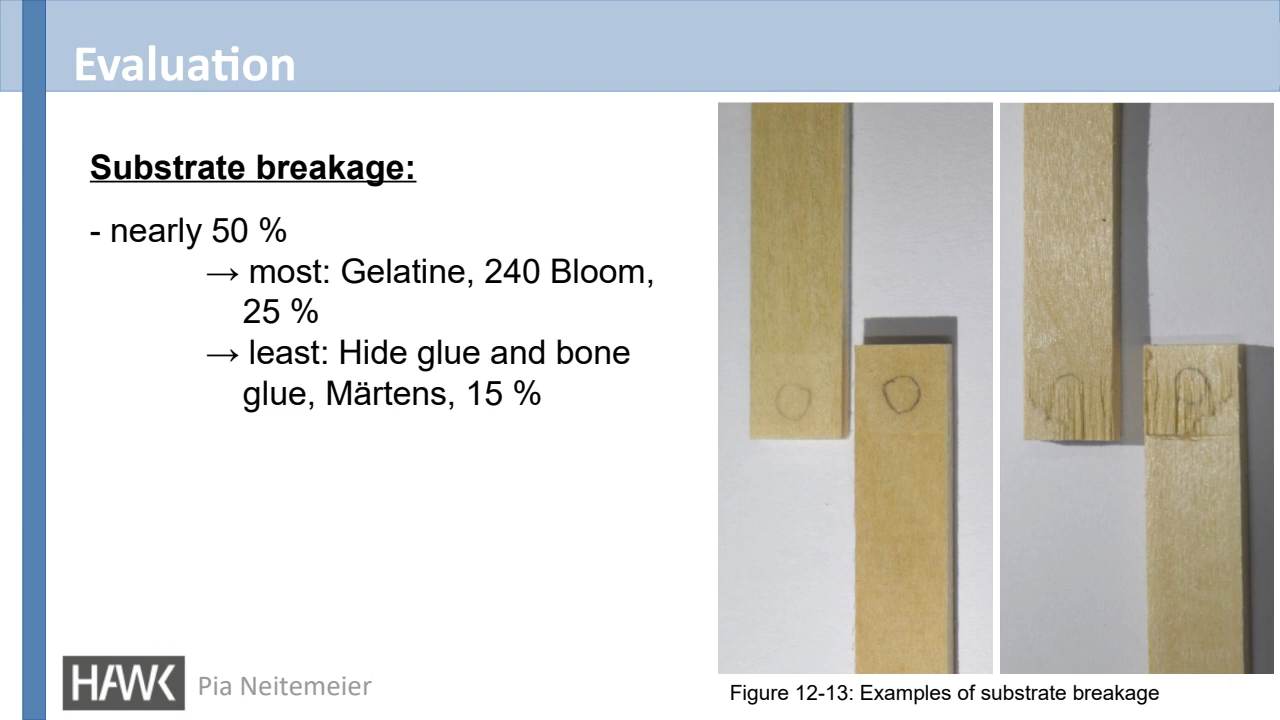 Evaluation
Substrate breakage:
- nearly 50 %
→ most: Gelatine, 240 Bloom,
25 %
→ least: Hide glue and bone
glue, Märtens, 15 %
HAWK
Pia Neitemeier
Figure 12-13: Examples of substrate breakage